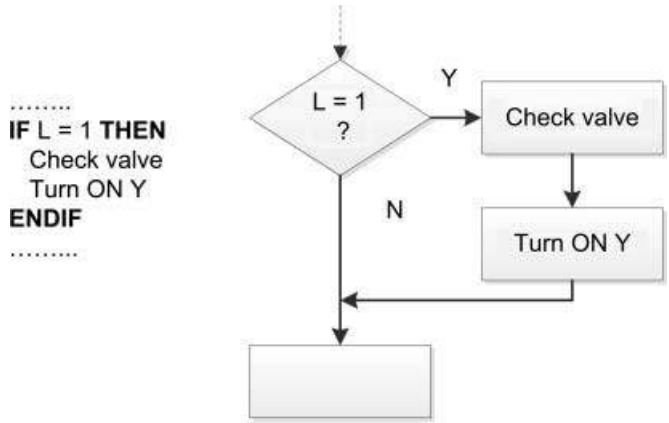 ........
IF L = 1 THEN
Check valve
Turn ON Y
ENDIF
.........
L = 1
?
Y
Check valve
N
Turn ON Y